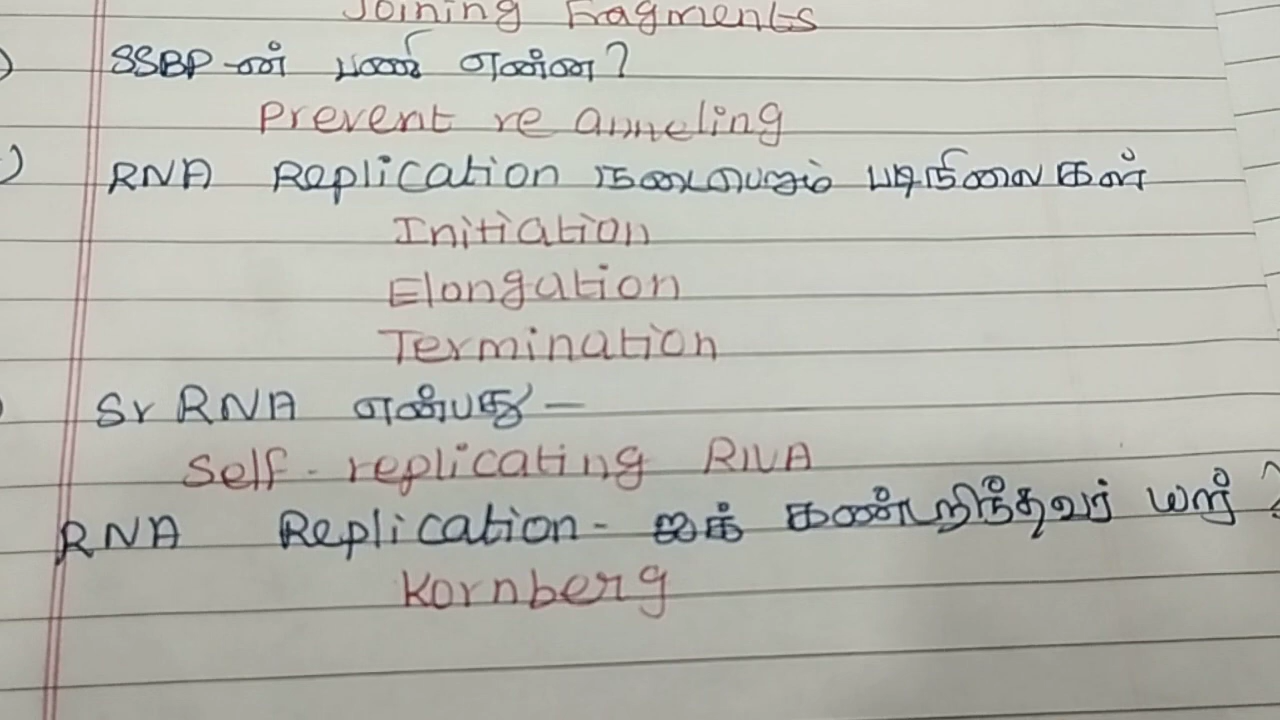 Joining Fragments
SSBP-ன் பணி என்ன?
Prevent re anneling
RNA Replication நடைபெறும் படிநிலைகள்
Initiation
Elongation
Termination
Sr RNA என்பது -
Self - replicating RNA
RNA Replication - ஐக் கண்டறிந்தவர் யார்?
Kornberg